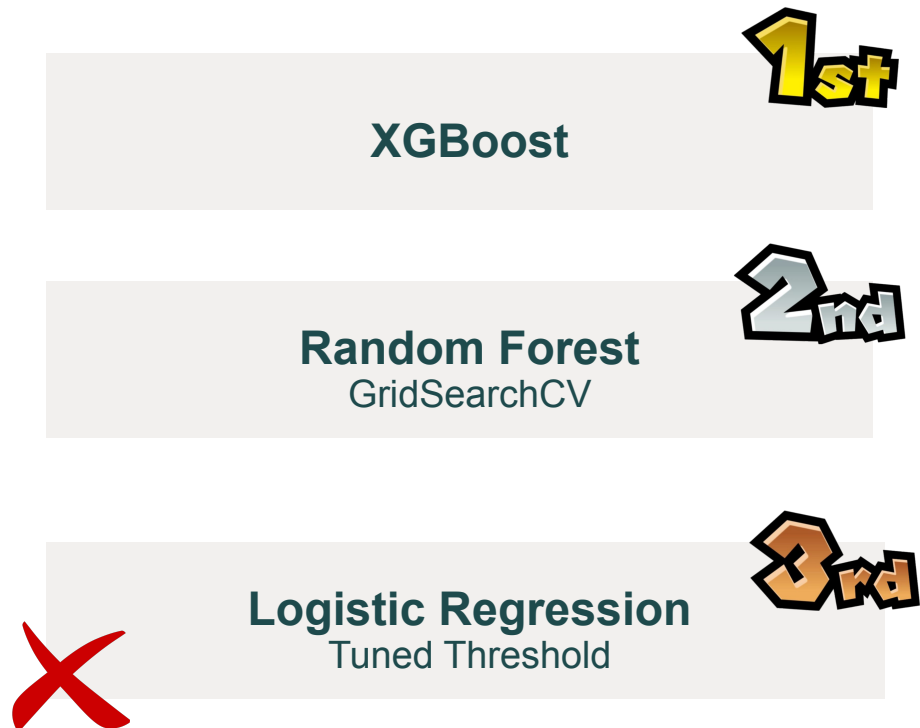 1st
XGBoost
2nd
Random Forest
GridSearchCV
3rd
Logistic Regression
Tuned Threshold